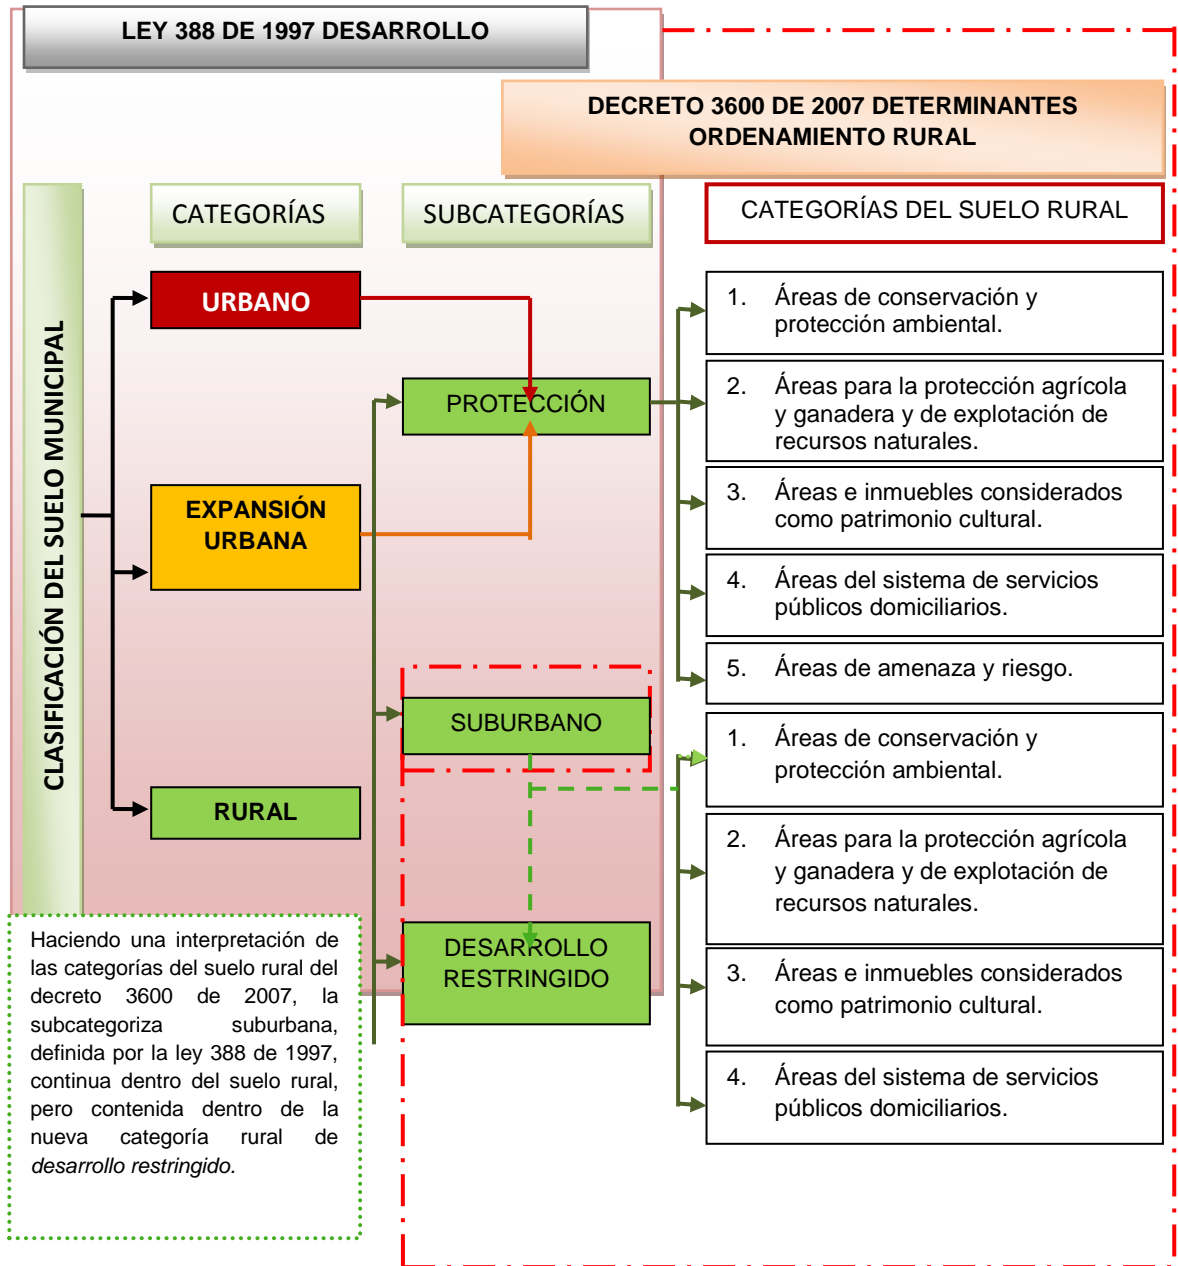 LEY 388 DE 1997 DESARROLLO
DECRETO 3600 DE 2007 DETERMINANTES
ORDENAMIENTO RURAL
CLASIFICACIÓN DEL SUELO MUNICIPAL
CATEGORÍAS
SUBCATEGORÍAS
CATEGORÍAS DEL SUELO RURAL
URBANO
EXPANSIÓN
URBANA
RURAL
PROTECCIÓN
SUBURBANO
DESARROLLO
RESTRINGIDO
1. Áreas de conservación y
protección ambiental.
2. Áreas para la protección agrícola
y ganadera y de explotación de
recursos naturales.
3. Áreas e inmuebles considerados
como patrimonio cultural.
4. Áreas del sistema de servicios
públicos domiciliarios.
5. Áreas de amenaza y riesgo.
1. Áreas de conservación y
protección ambiental.
2. Áreas para la protección agrícola
y ganadera y de explotación de
recursos naturales.
3. Áreas e inmuebles considerados
como patrimonio cultural.
4. Áreas del sistema de servicios
públicos domiciliarios.
Haciendo una interpretación de
las categorías del suelo rural del
decreto 3600 de 2007, la
subcategoriza suburbana,
definida por la ley 388 de 1997,
continua dentro del suelo rural,
pero contenida dentro de la
nueva categoría rural de
desarrollo restringido.